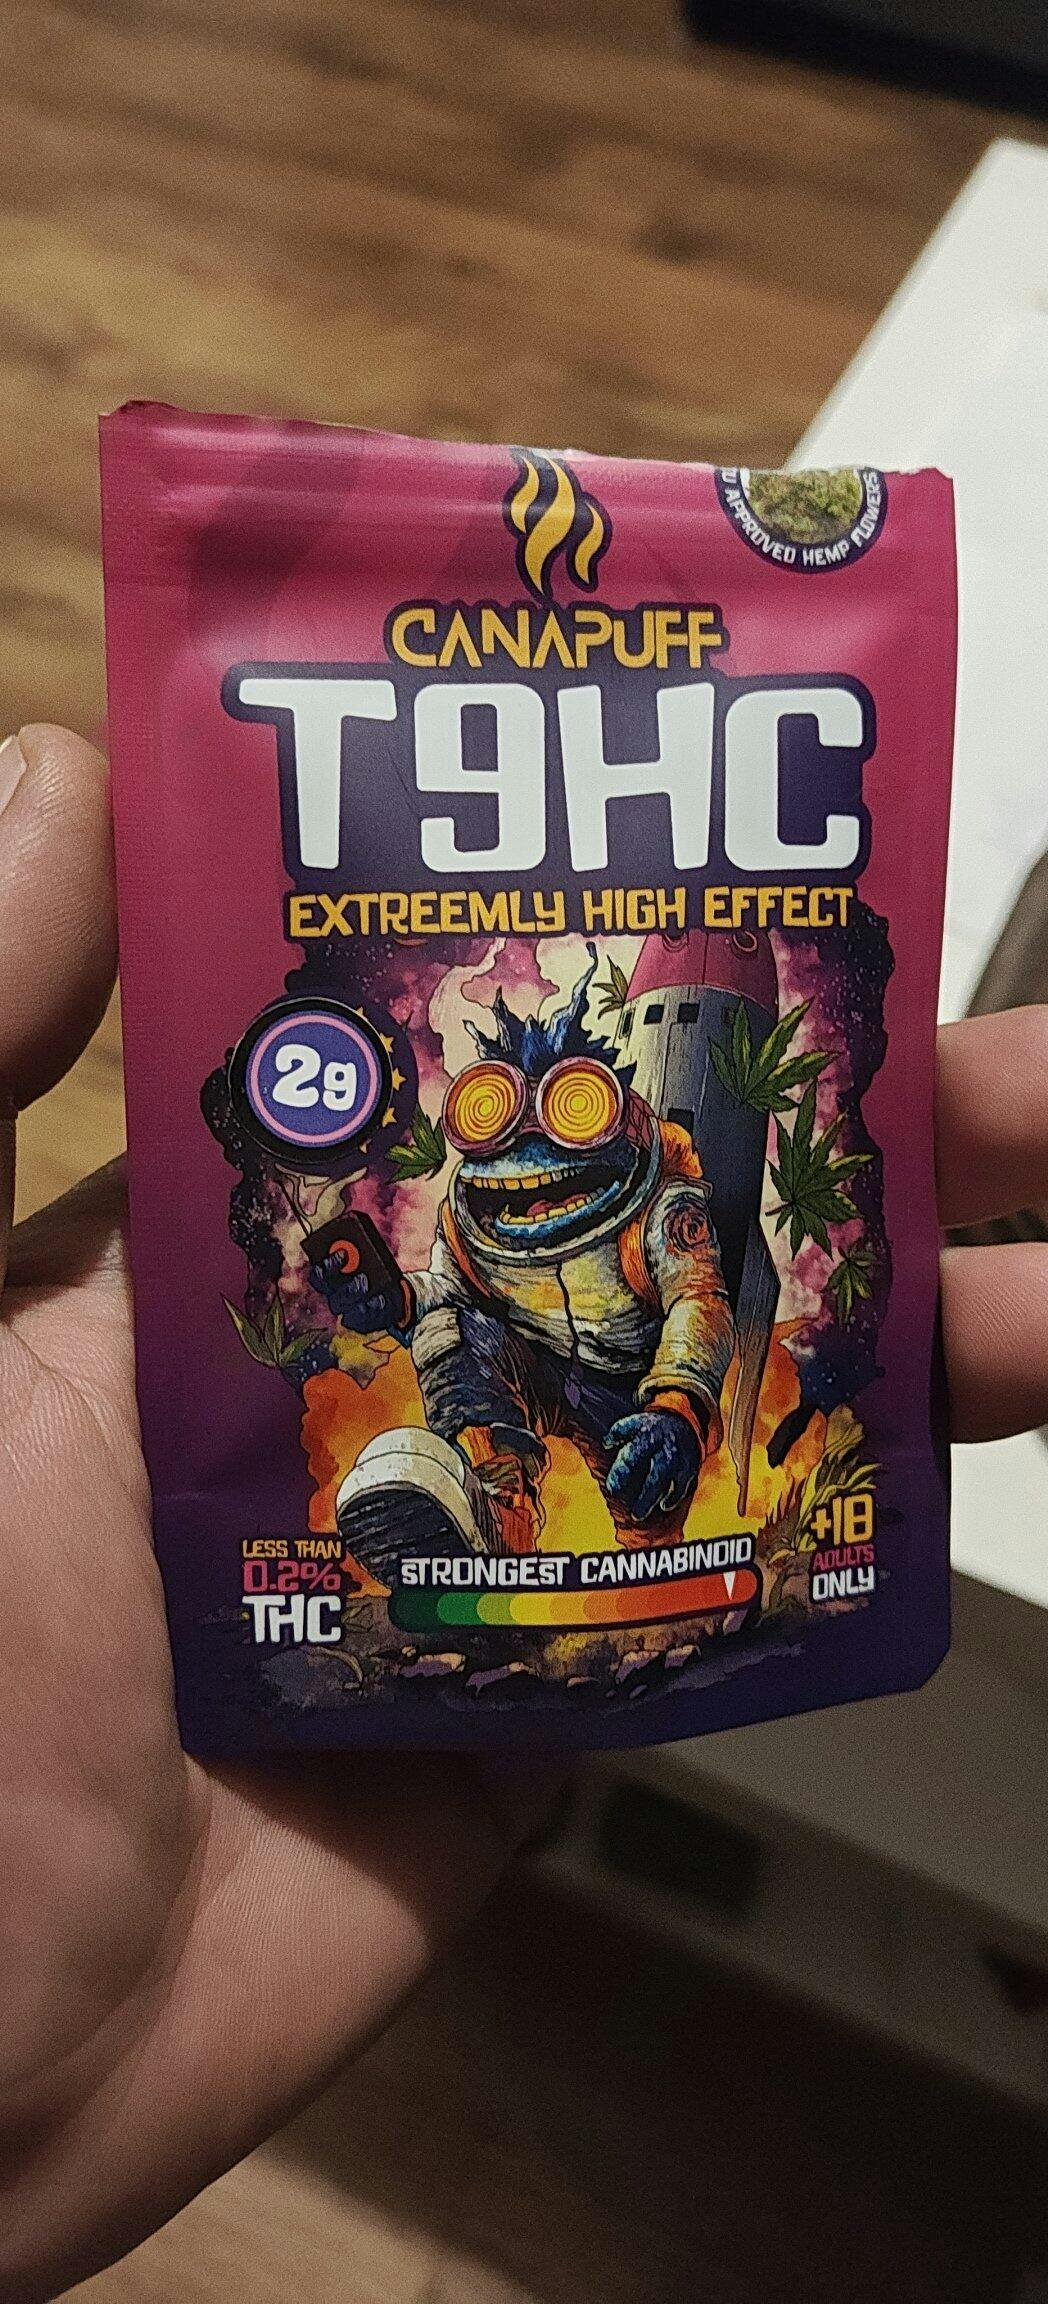 APPROVED HEMP FLOWERS
CANAPUFF
T9HC
EXTREEMLY HIGH EFFECT
2g
LESS THAN
0.2%
THC
STRONGEST CANNABINOID
+18
ADULTS
ONLY